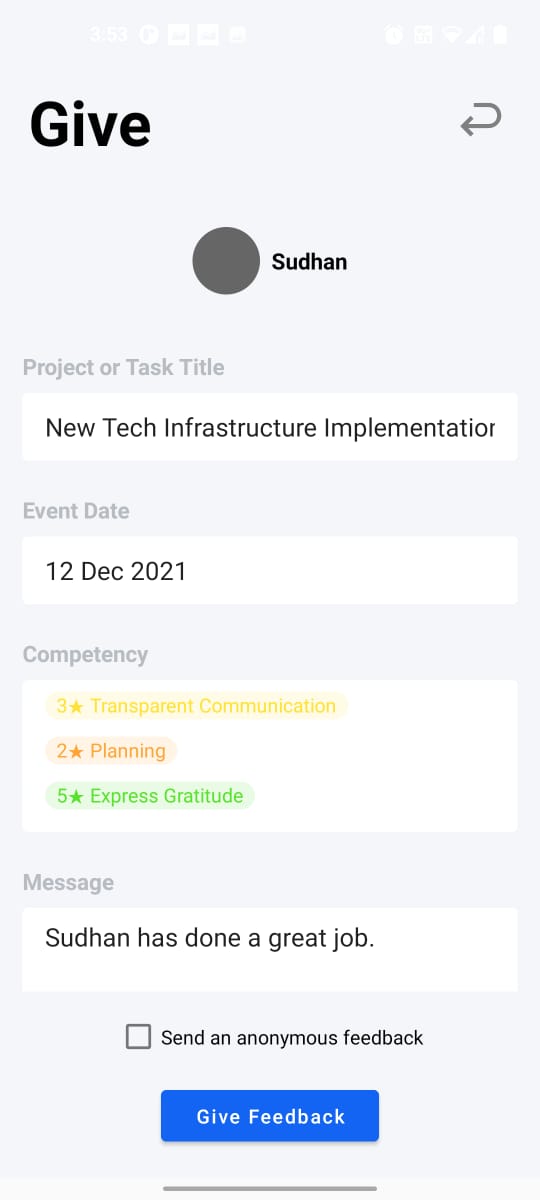 3:53
Give
Sudhan
Project or Task Title
New Tech Infrastructure Implementation
Event Date
12 Dec 2021
Competency
3★ Transparent Communication
2★ Planning
5★ Express Gratitude
Message
Sudhan has done a great job.
Send an anonymous feedback
Give Feedback